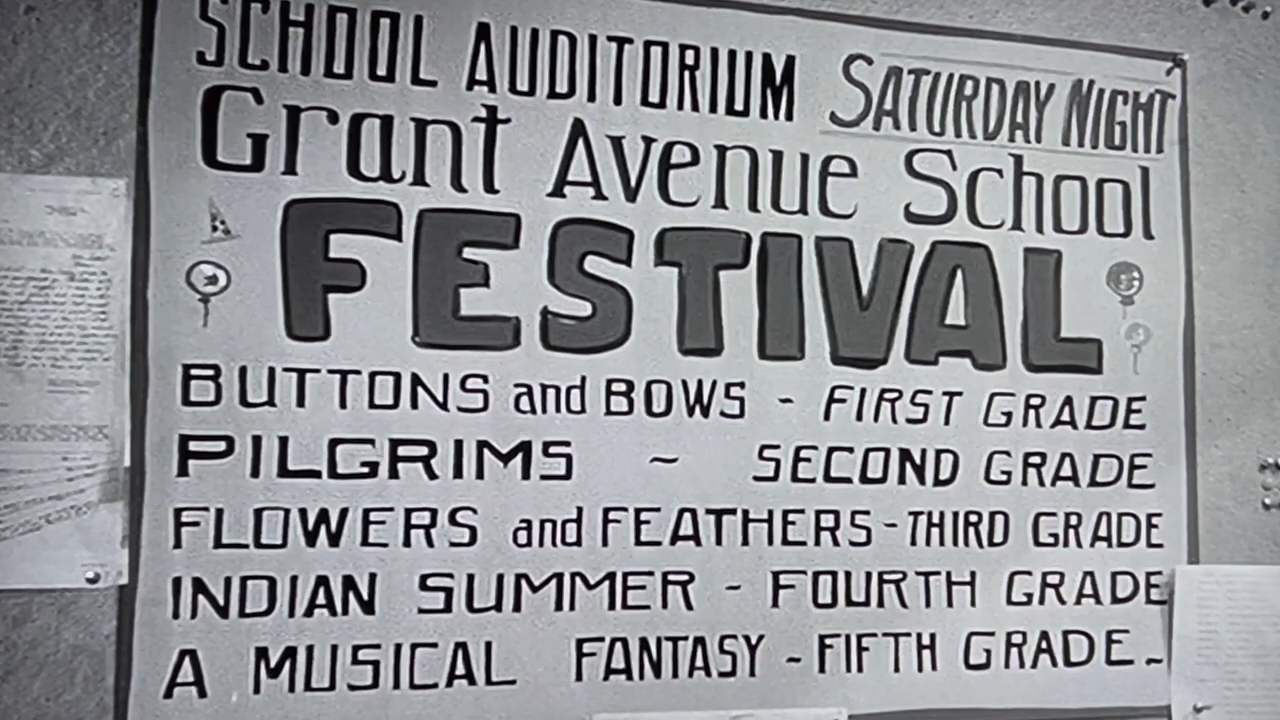 SCHOOL AUDITORIUM SATURDAY NIGHT
Grant Avenue School
FESTIVAL
BUTTONS and BOWS - FIRST GRADE
PILGRIMS ~ SECOND GRADE
FLOWERS and FEATHERS - THIRD GRADE
INDIAN SUMMER - FOURTH GRADE
A MUSICAL FANTASY - FIFTH GRADE~